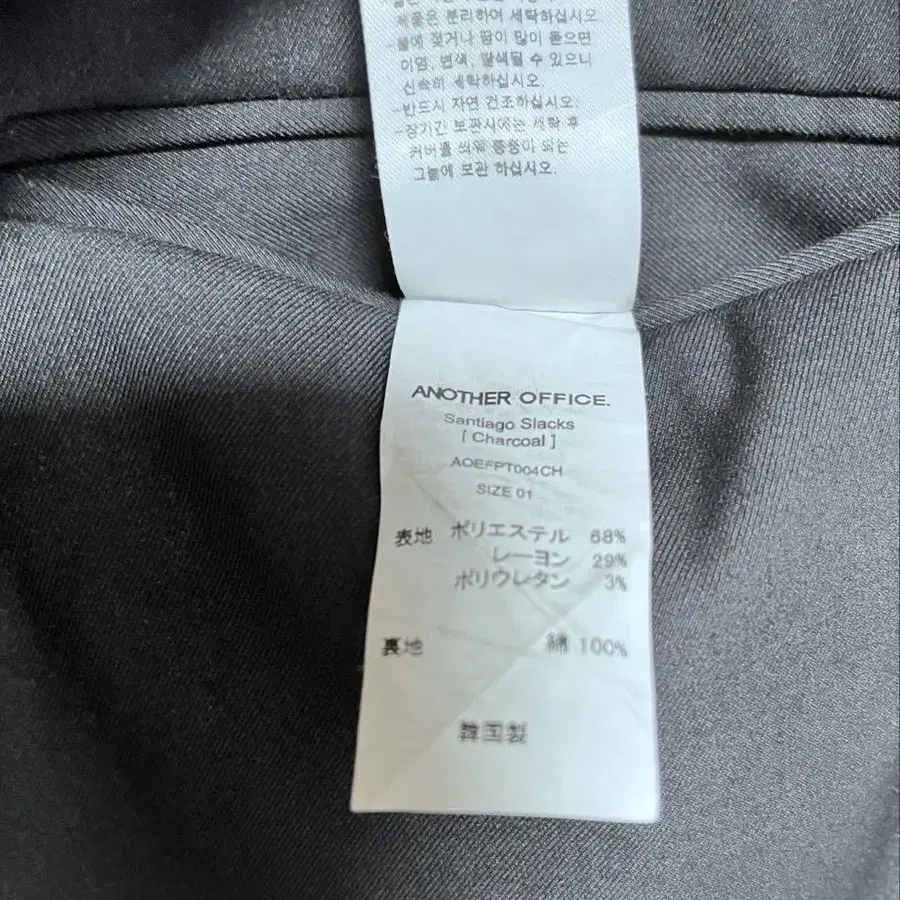 제품은 분리하여 세탁하십시오
-물에 젖거나 땀이 많이 묻으면
이염, 변색, 탈색될 수 있으니
신속히 세탁하십시오.
-반드시 자연 건조하십시오.
-장기간 보관시에는 세탁 후
커버를 씌워 통풍이 되는
그늘에 보관 하십시오.
ANOTHER OFFICE.
Santiago Slacks
[ Charcoal ]
AOEFPT004CH
SIZE 01
表地 ポリエステル 68%
レーヨン 29%
ポリウレタン 3%
裏地 綿 100%
韓国製